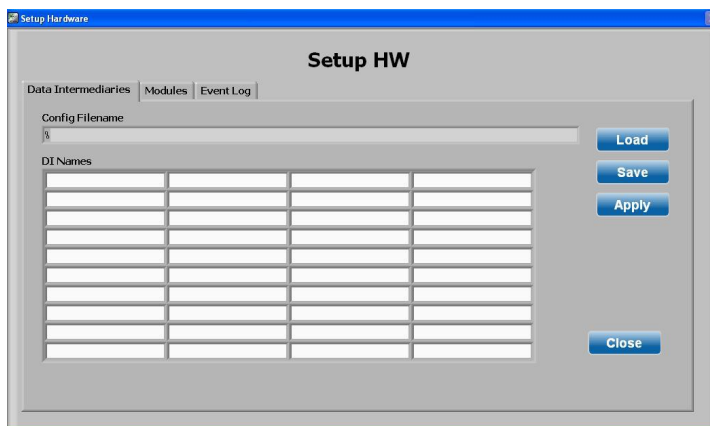 Setup Hardware
Setup HW
Data Intermediaries Modules Event Log
Config Filename
%
Load
DI Names
Save
Apply
Close